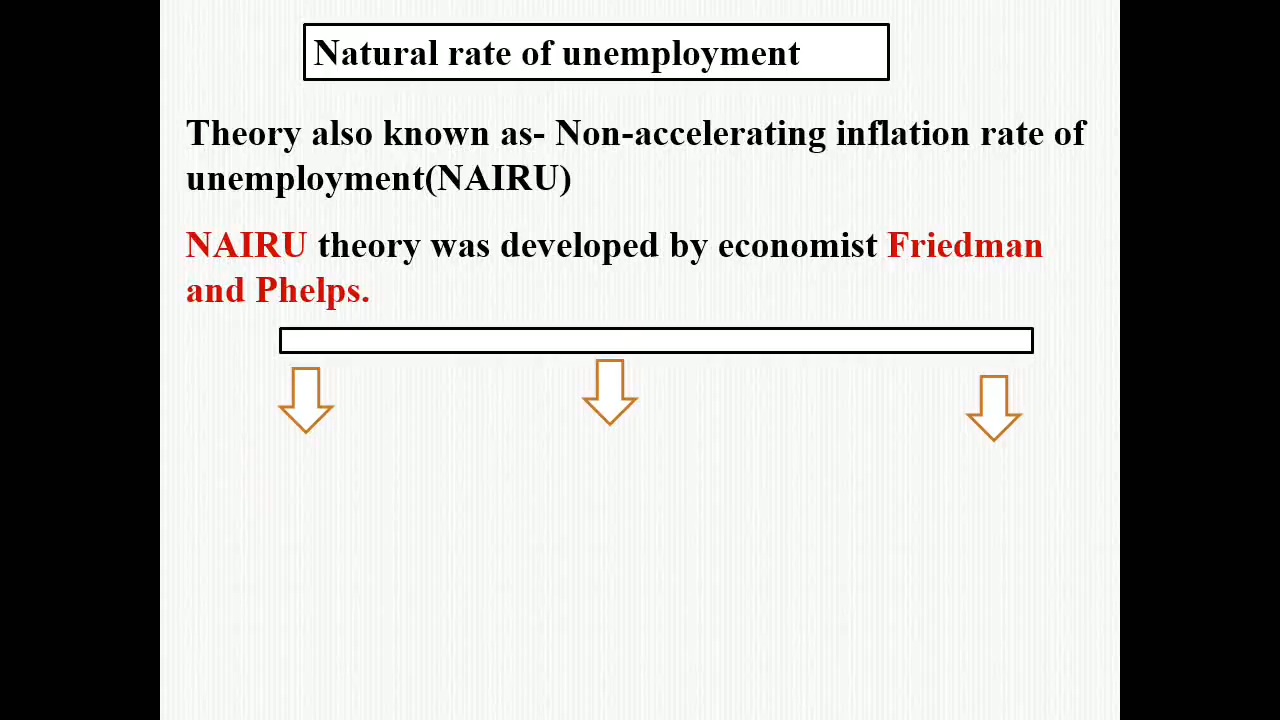 Natural rate of unemployment
Theory also known as- Non-accelerating inflation rate of
unemployment(NAIRU)
NAIRU theory was developed by economist Friedman
and Phelps.